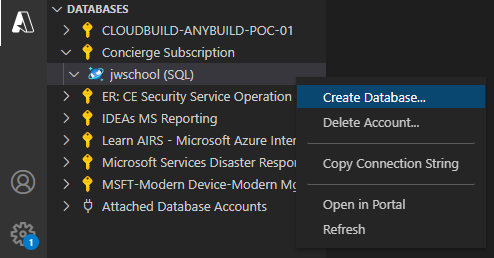 DATABASES
CLOUDBUILD-ANYBUILD-POC-01
Concierge Subscription
jwschool (SQL)
ER: CE Security Service Operation
IDEAs MS Reporting
Learn AIRS - Microsoft Azure Inter
Microsoft Services Disaster Respo
MSFT-Modern Device-Modern Mg
Attached Database Accounts
Create Database...
Delete Account...
Copy Connection String
Open in Portal
Refresh
1